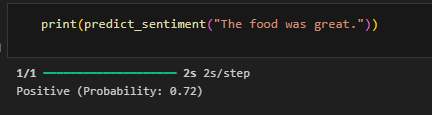 print(predict_sentiment("The food was great."))
1/1 ━━━━━━━━━━━━━━━━━━━━ 2s 2s/step
Positive (Probability: 0.72)